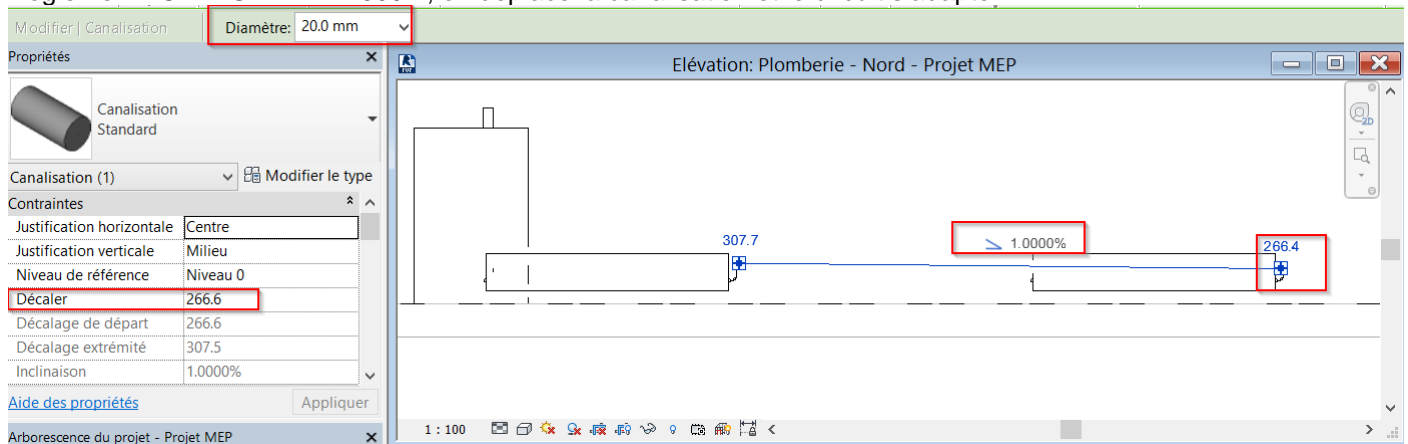 Modifier | Canalisation Diamètre: 20.0 mm
Propriétés
Canalisation
Standard
Canalisation (1) Modifier le type
Contraintes
Justification horizontale Centre
Justification verticale Milieu
Niveau de référence Niveau 0
Décaler 266.6
Décalage de départ 266.6
Décalage extrémité 307.5
Inclinaison 1.0000%
Aide des propriétés Appliquer
Arborescence du projet - Projet MEP
Elévation: Plomberie - Nord - Projet MEP
2D
307.7
1.0000%
266.4
1 : 100